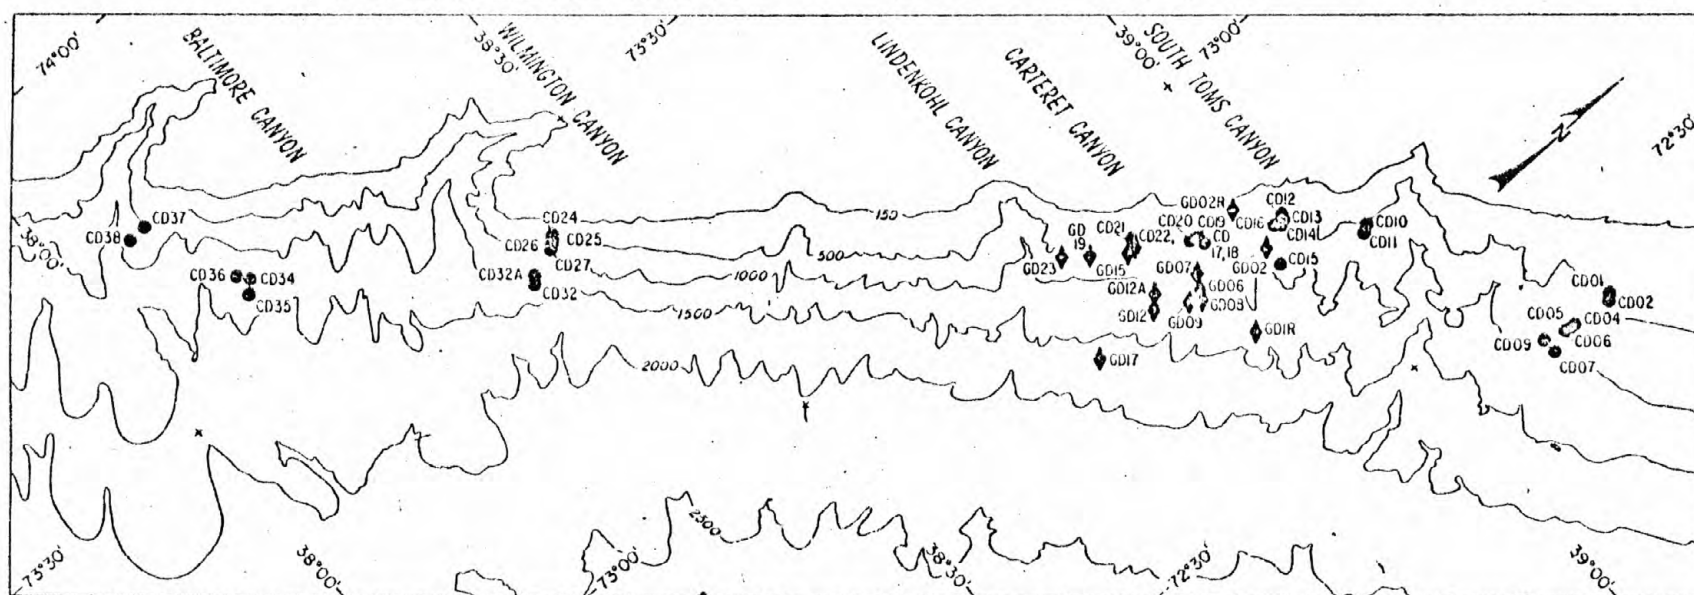 74°00'
BALTIMORE CANYON
38°30'
WILMINGTON CANYON
73°30'
LINDENKOHL CANYON
CARTERET CANYON
39°00'
SOUTH TOMS CANYON
73°00'
N
72°30'
38°00'
CD37
CD38
CD36
CD34
CD35
CD24
CD26
CD25
CD27
CD32A
CD32
150
500
1000
1500
2000
2500
GD02R
CD12
CD13
CD16
CD14
CD20
CD19
CD21
CD22,
CD
17,18
GD
19
GD23
GD15
GD02
CD15
CD10
CD11
GD07
GD06
GD08
GD09
GD12A
GD12
GD1R
GD17
CD01
CD02
CD05
CD04
CD06
CD09
CD07
73°30'
38°00'
73°00'
38°30'
72°30'
39°00'